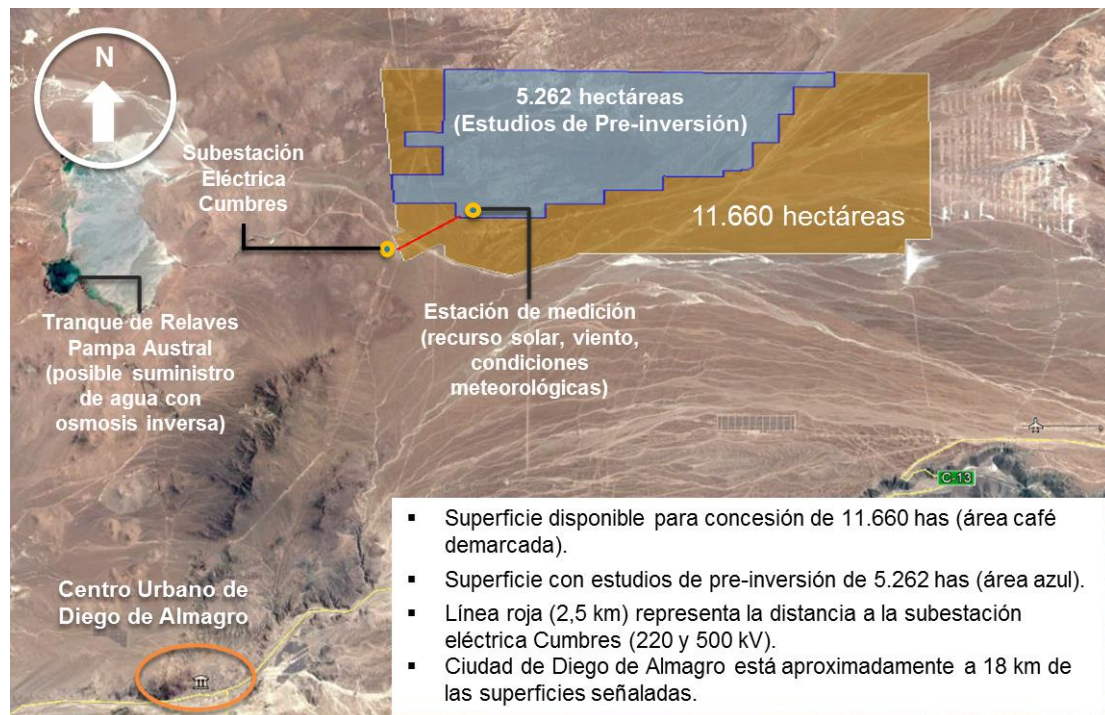 N
5.262 hectáreas
(Estudios de Pre-inversión)
Subestación
Eléctrica
Cumbres
11.660 hectáreas
Tranque de Relaves
Pampa Austral
(posible suministro
de agua con
osmosis inversa)
Estación de medición
(recurso solar, viento,
condiciones
meteorológicas)
C-13
Centro Urbano de
Diego de Almagro
▪ Superficie disponible para concesión de 11.660 has (área café
demarcada).
▪ Superficie con estudios de pre-inversión de 5.262 has (área azul).
▪ Línea roja (2,5 km) representa la distancia a la subestación
eléctrica Cumbres (220 y 500 kV).
▪ Ciudad de Diego de Almagro está aproximadamente a 18 km de
las superficies señaladas.